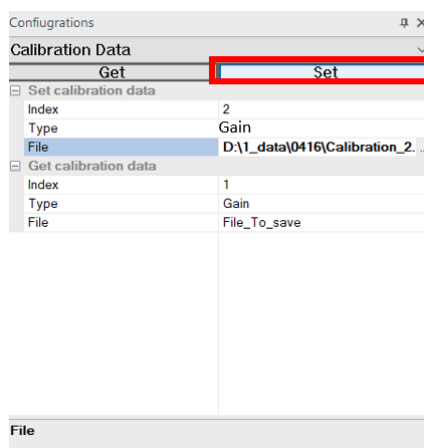 Confiugrations
Calibration Data
Get Set
Set calibration data
Index 2
Type Gain
File D:\1_data\0416\Calibration_2. ..
Get calibration data
Index 1
Type Gain
File File_To_save
File